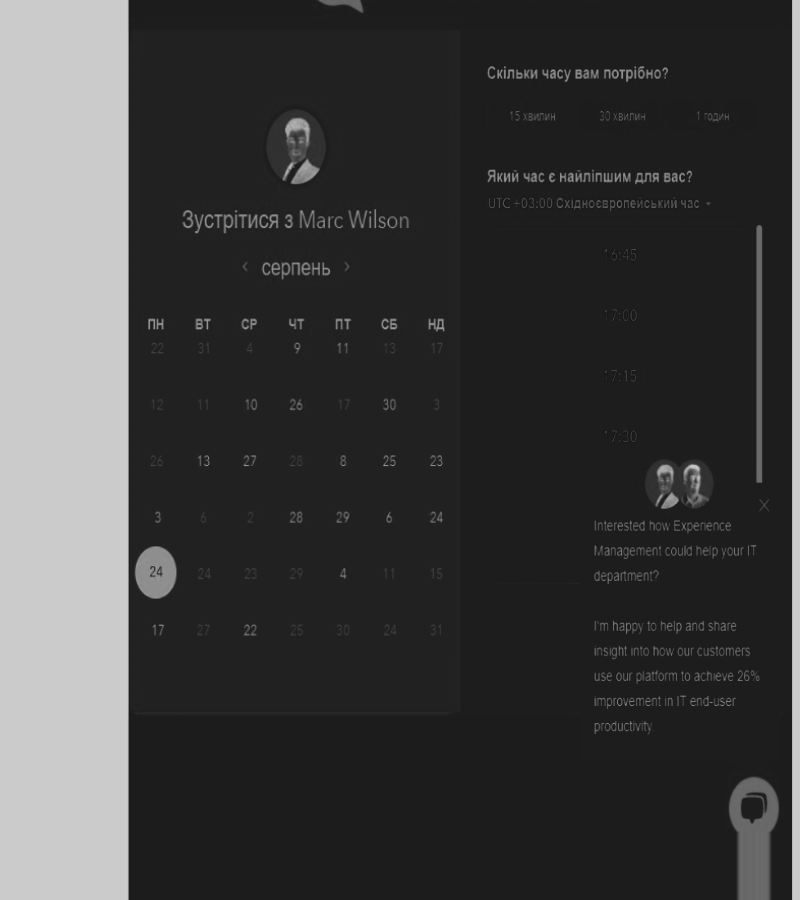 Зустрітися з Marc Wilson
серпень
ПН ВТ СР ЧТ ПТ СБ НД
22 31 4 9 11 13 17
12 11 10 26 17 30 3
26 13 27 28 8 25 23
3 6 2 28 29 6 24
24 24 23 29 4 11 15
17 27 22 25 30 24 31
Скільки часу вам потрібно?
15 хвилин 30 хвилин 1 годин
Який час є найліпшим для вас?
UTC +03:00 Східноєвропейський час
16:45
17:00
17:15
17:30
Interested how Experience
Management could help your IT
department?
I'm happy to help and share
insight into how our customers
use our platform to achieve 26%
improvement in IT end-user
productivity.